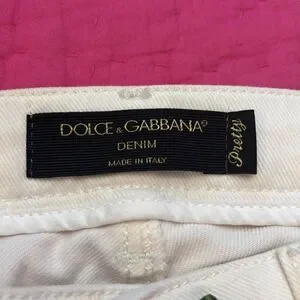 DOLCE & GABBANA®
DENIM
MADE IN ITALY
Pretty